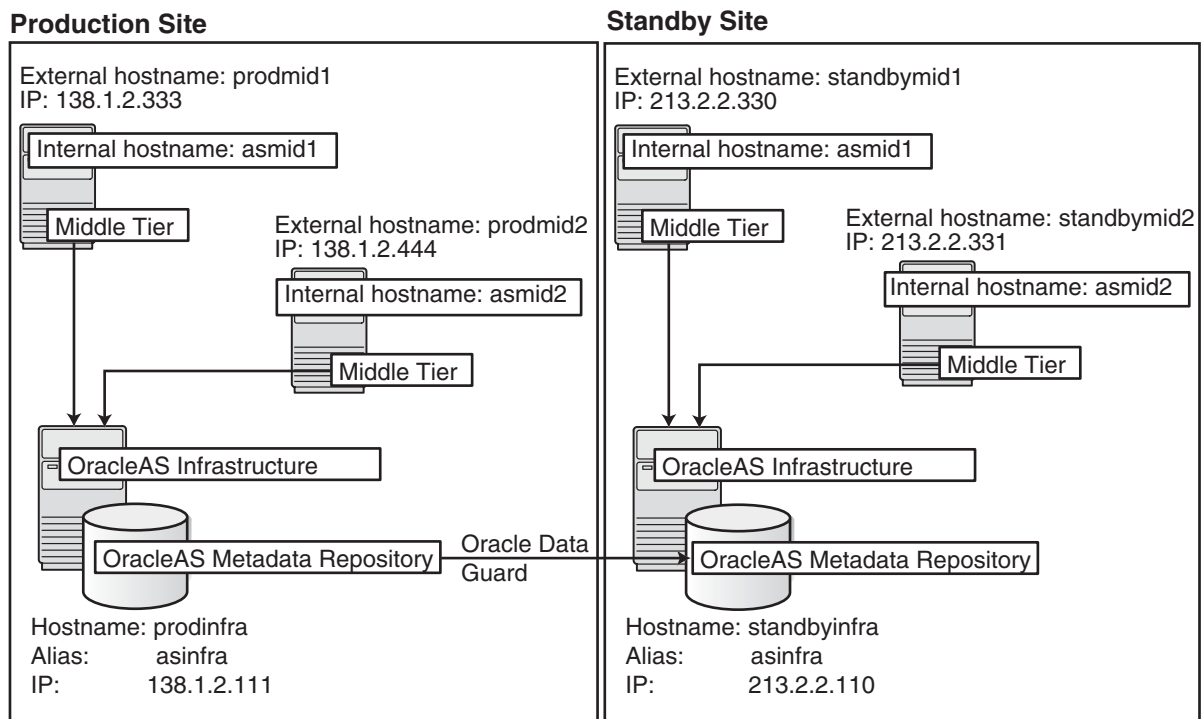 Production Site
External hostname: prodmid1
IP: 138.1.2.333
Internal hostname: asmid1
Middle Tier
External hostname: prodmid2
IP: 138.1.2.444
Internal hostname: asmid2
Middle Tier
OracleAS Infrastructure
OracleAS Metadata Repository
Oracle Data
Guard
Hostname: prodinfra
Alias: asinfra
IP: 138.1.2.111
Standby Site
External hostname: standbymid1
IP: 213.2.2.330
Internal hostname: asmid1
Middle Tier
External hostname: standbymid2
IP: 213.2.2.331
Internal hostname: asmid2
Middle Tier
OracleAS Infrastructure
OracleAS Metadata Repository
Hostname: standbyinfra
Alias: asinfra
IP: 213.2.2.110